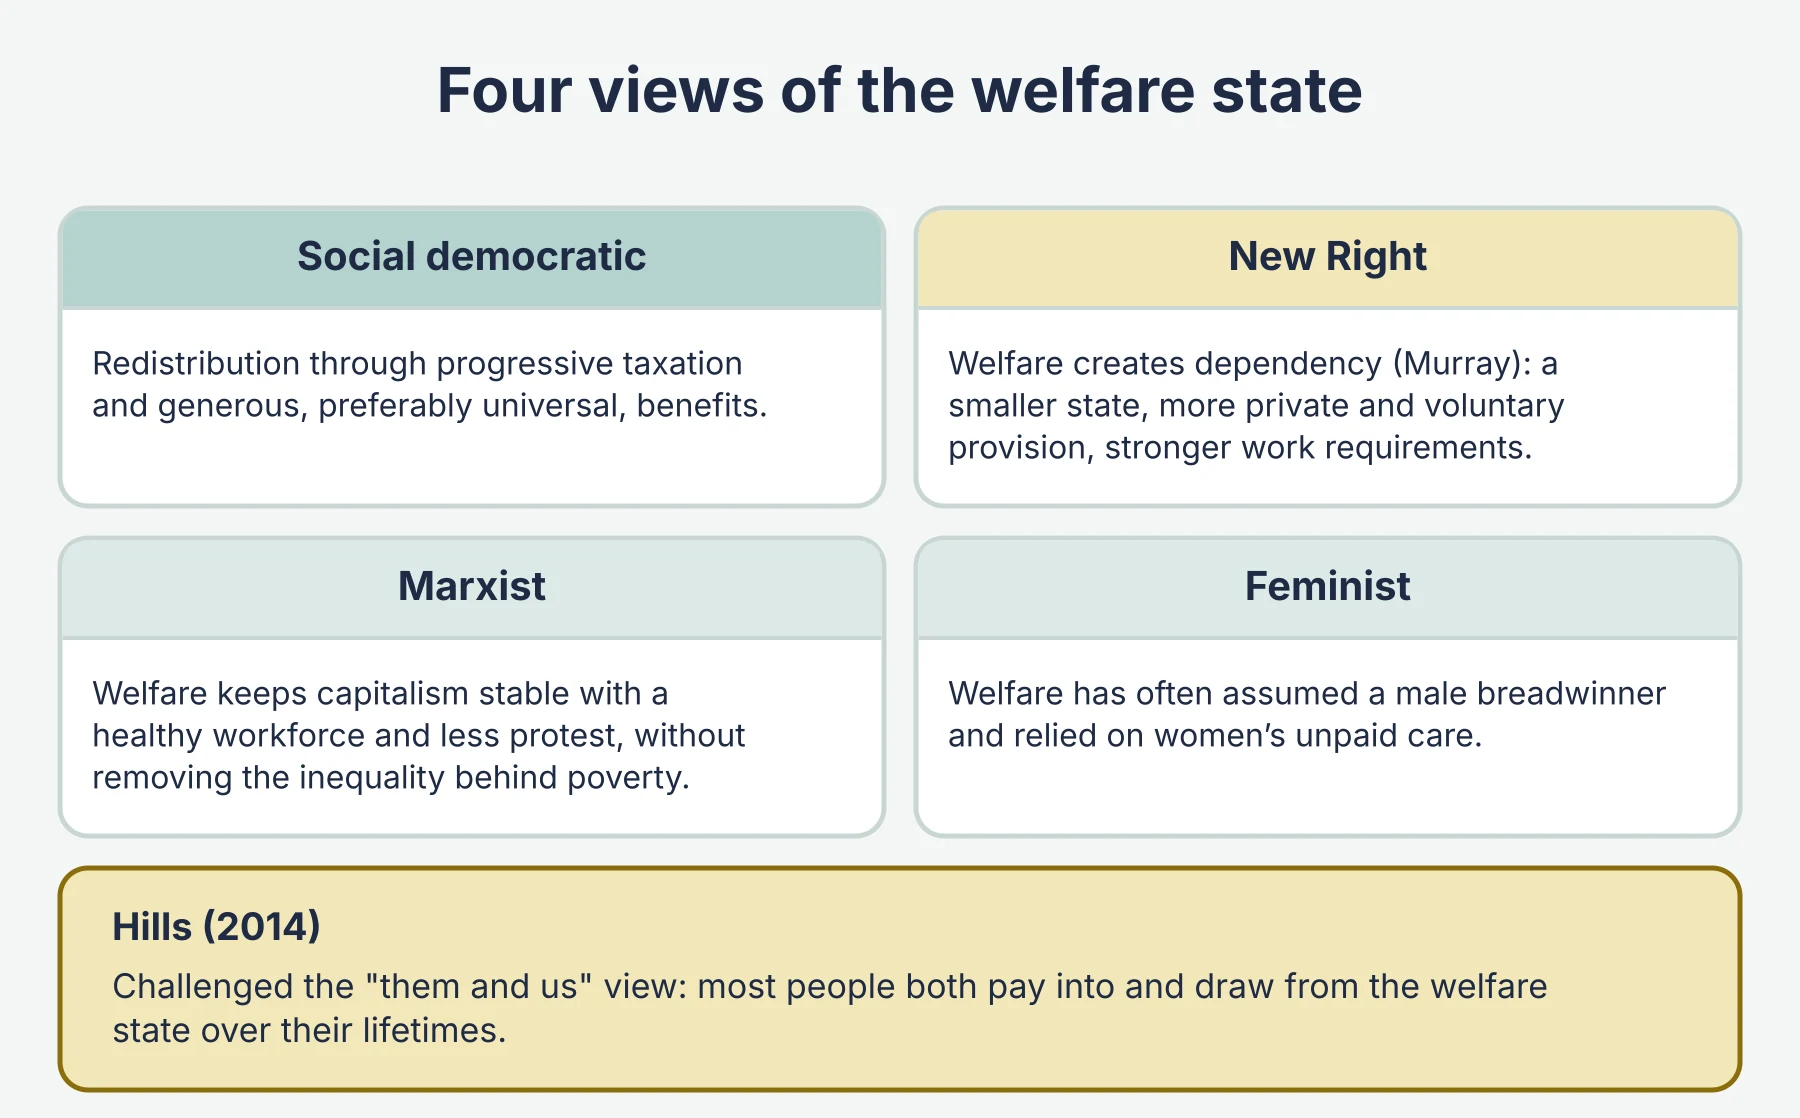 Four views of the welfare state
Social democratic
Redistribution through progressive taxation
and generous, preferably universal, benefits.
New Right
Welfare creates dependency (Murray): a
smaller state, more private and voluntary
provision, stronger work requirements.
Marxist
Welfare keeps capitalism stable with a
healthy workforce and less protest, without
removing the inequality behind poverty.
Feminist
Welfare has often assumed a male breadwinner
and relied on women’s unpaid care.
Hills (2014)
Challenged the "them and us" view: most people both pay into and draw from the welfare
state over their lifetimes.